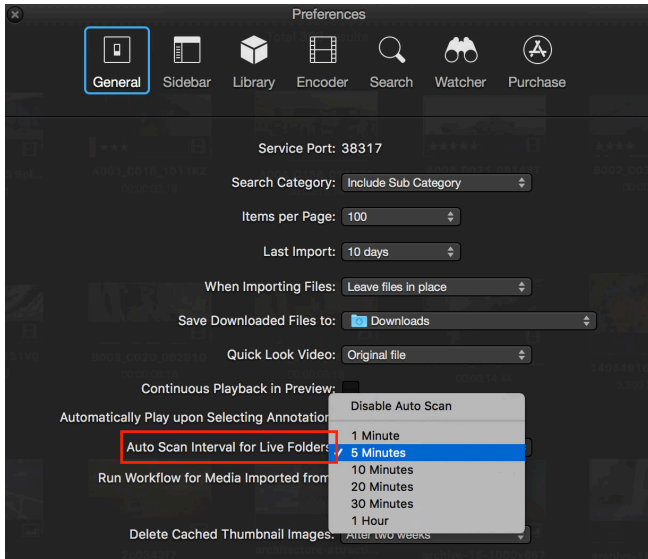 Preferences
General Sidebar Library Encoder Search Watcher Purchase
Service Port: 38317
Search Category: Include Sub Category
Items per Page: 100
Last Import: 10 days
When Importing Files: Leave files in place
Save Downloaded Files to: Downloads
Quick Look Video: Original file
Continuous Playback in Preview:
Disable Auto Scan
Automatically Play upon Selecting Annotation
1 Minute
Auto Scan Interval for Live Folders
✓ 5 Minutes
10 Minutes
Run Workflow for Media Imported from
20 Minutes
30 Minutes
1 Hour
Delete Cached Thumbnail Images: After two weeks